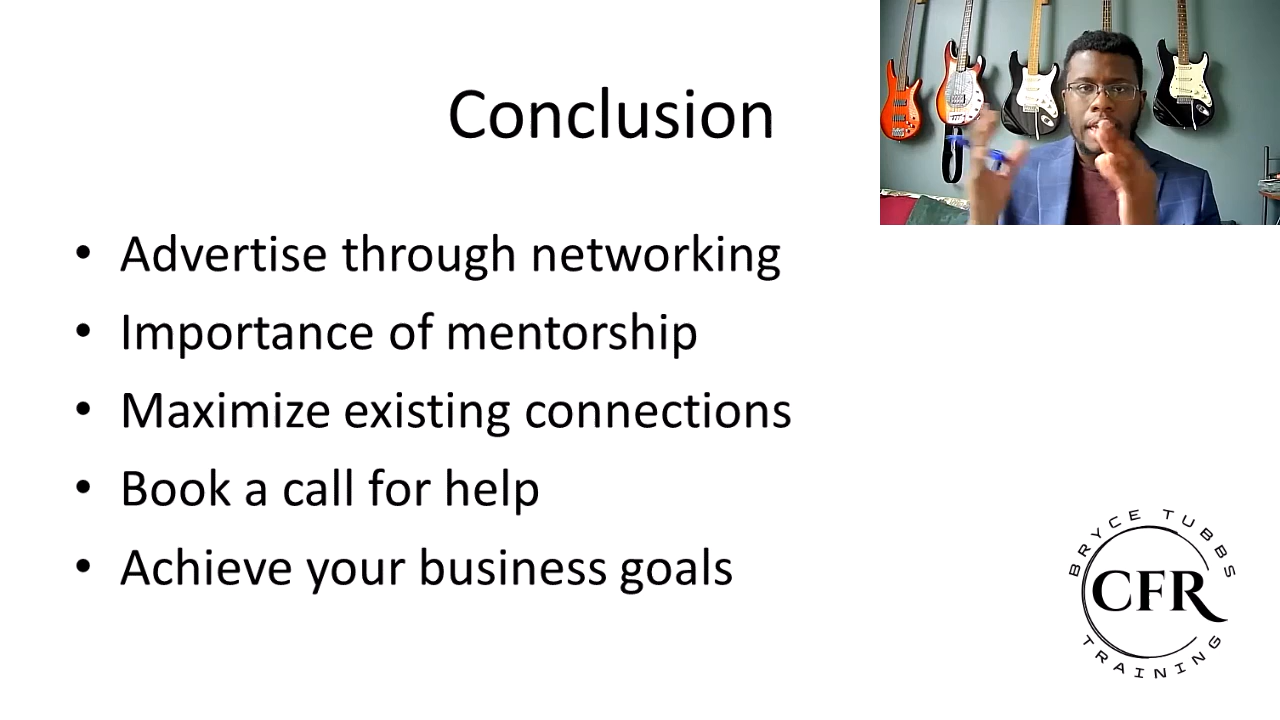 Conclusion
• Advertise through networking
• Importance of mentorship
• Maximize existing connections
• Book a call for help
• Achieve your business goals
BRYCE TUBBS
CFR
TRAINING